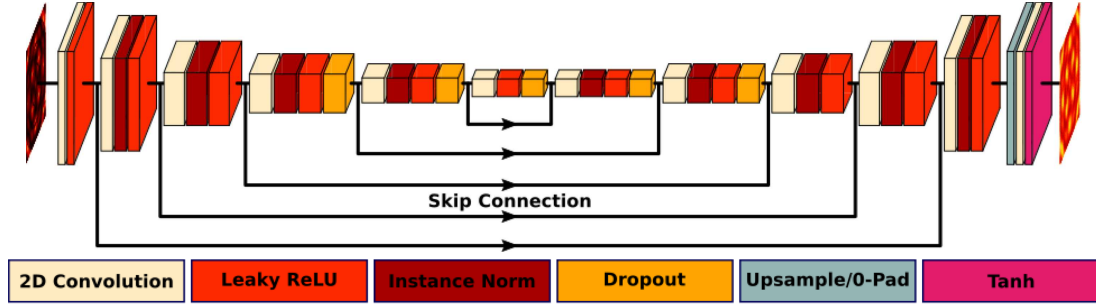 Skip Connection
2D Convolution
Leaky ReLU
Instance Norm
Dropout
Upsample/0-Pad
Tanh